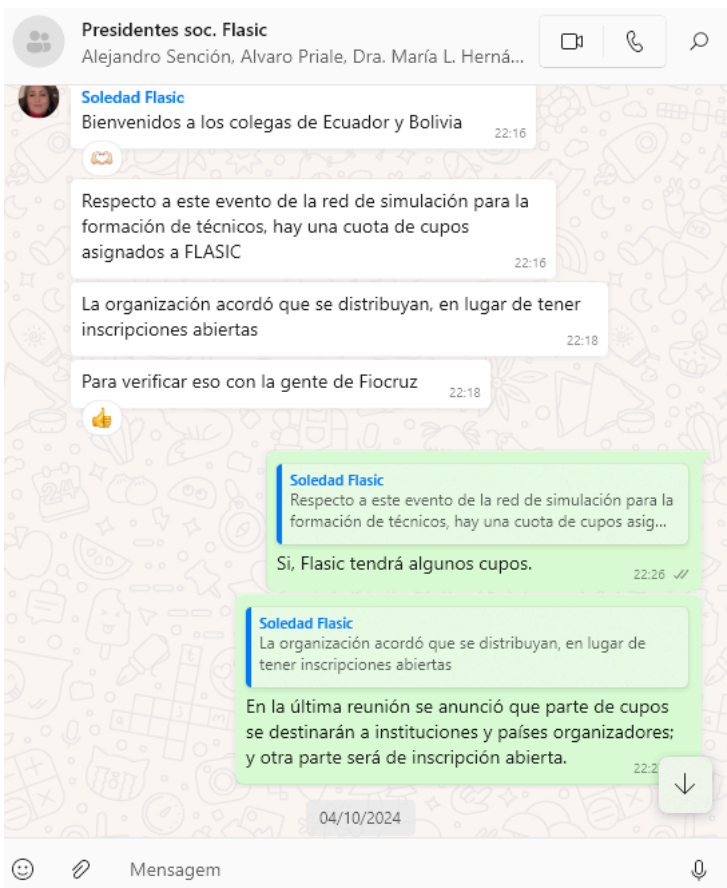 Presidentes soc. Flasic
Alejandro Sención, Alvaro Priale, Dra. María L. Herná...
Soledad Flasic
Bienvenidos a los colegas de Ecuador y Bolivia
22:16
Respecto a este evento de la red de simulación para la
formación de técnicos, hay una cuota de cupos
asignados a FLASIC
22:16
La organización acordó que se distribuyan, en lugar de tener
inscripciones abiertas
22:18
Para verificar eso con la gente de Fiocruz
22:18
Soledad Flasic
Respecto a este evento de la red de simulación para la
formación de técnicos, hay una cuota de cupos asig...
Si, Flasic tendrá algunos cupos.
22:26
Soledad Flasic
La organización acordó que se distribuyan, en lugar de
tener inscripciones abiertas
En la última reunión se anunció que parte de cupos
se destinarán a instituciones y países organizadores;
y otra parte será de inscripción abierta.
04/10/2024
Mensagem